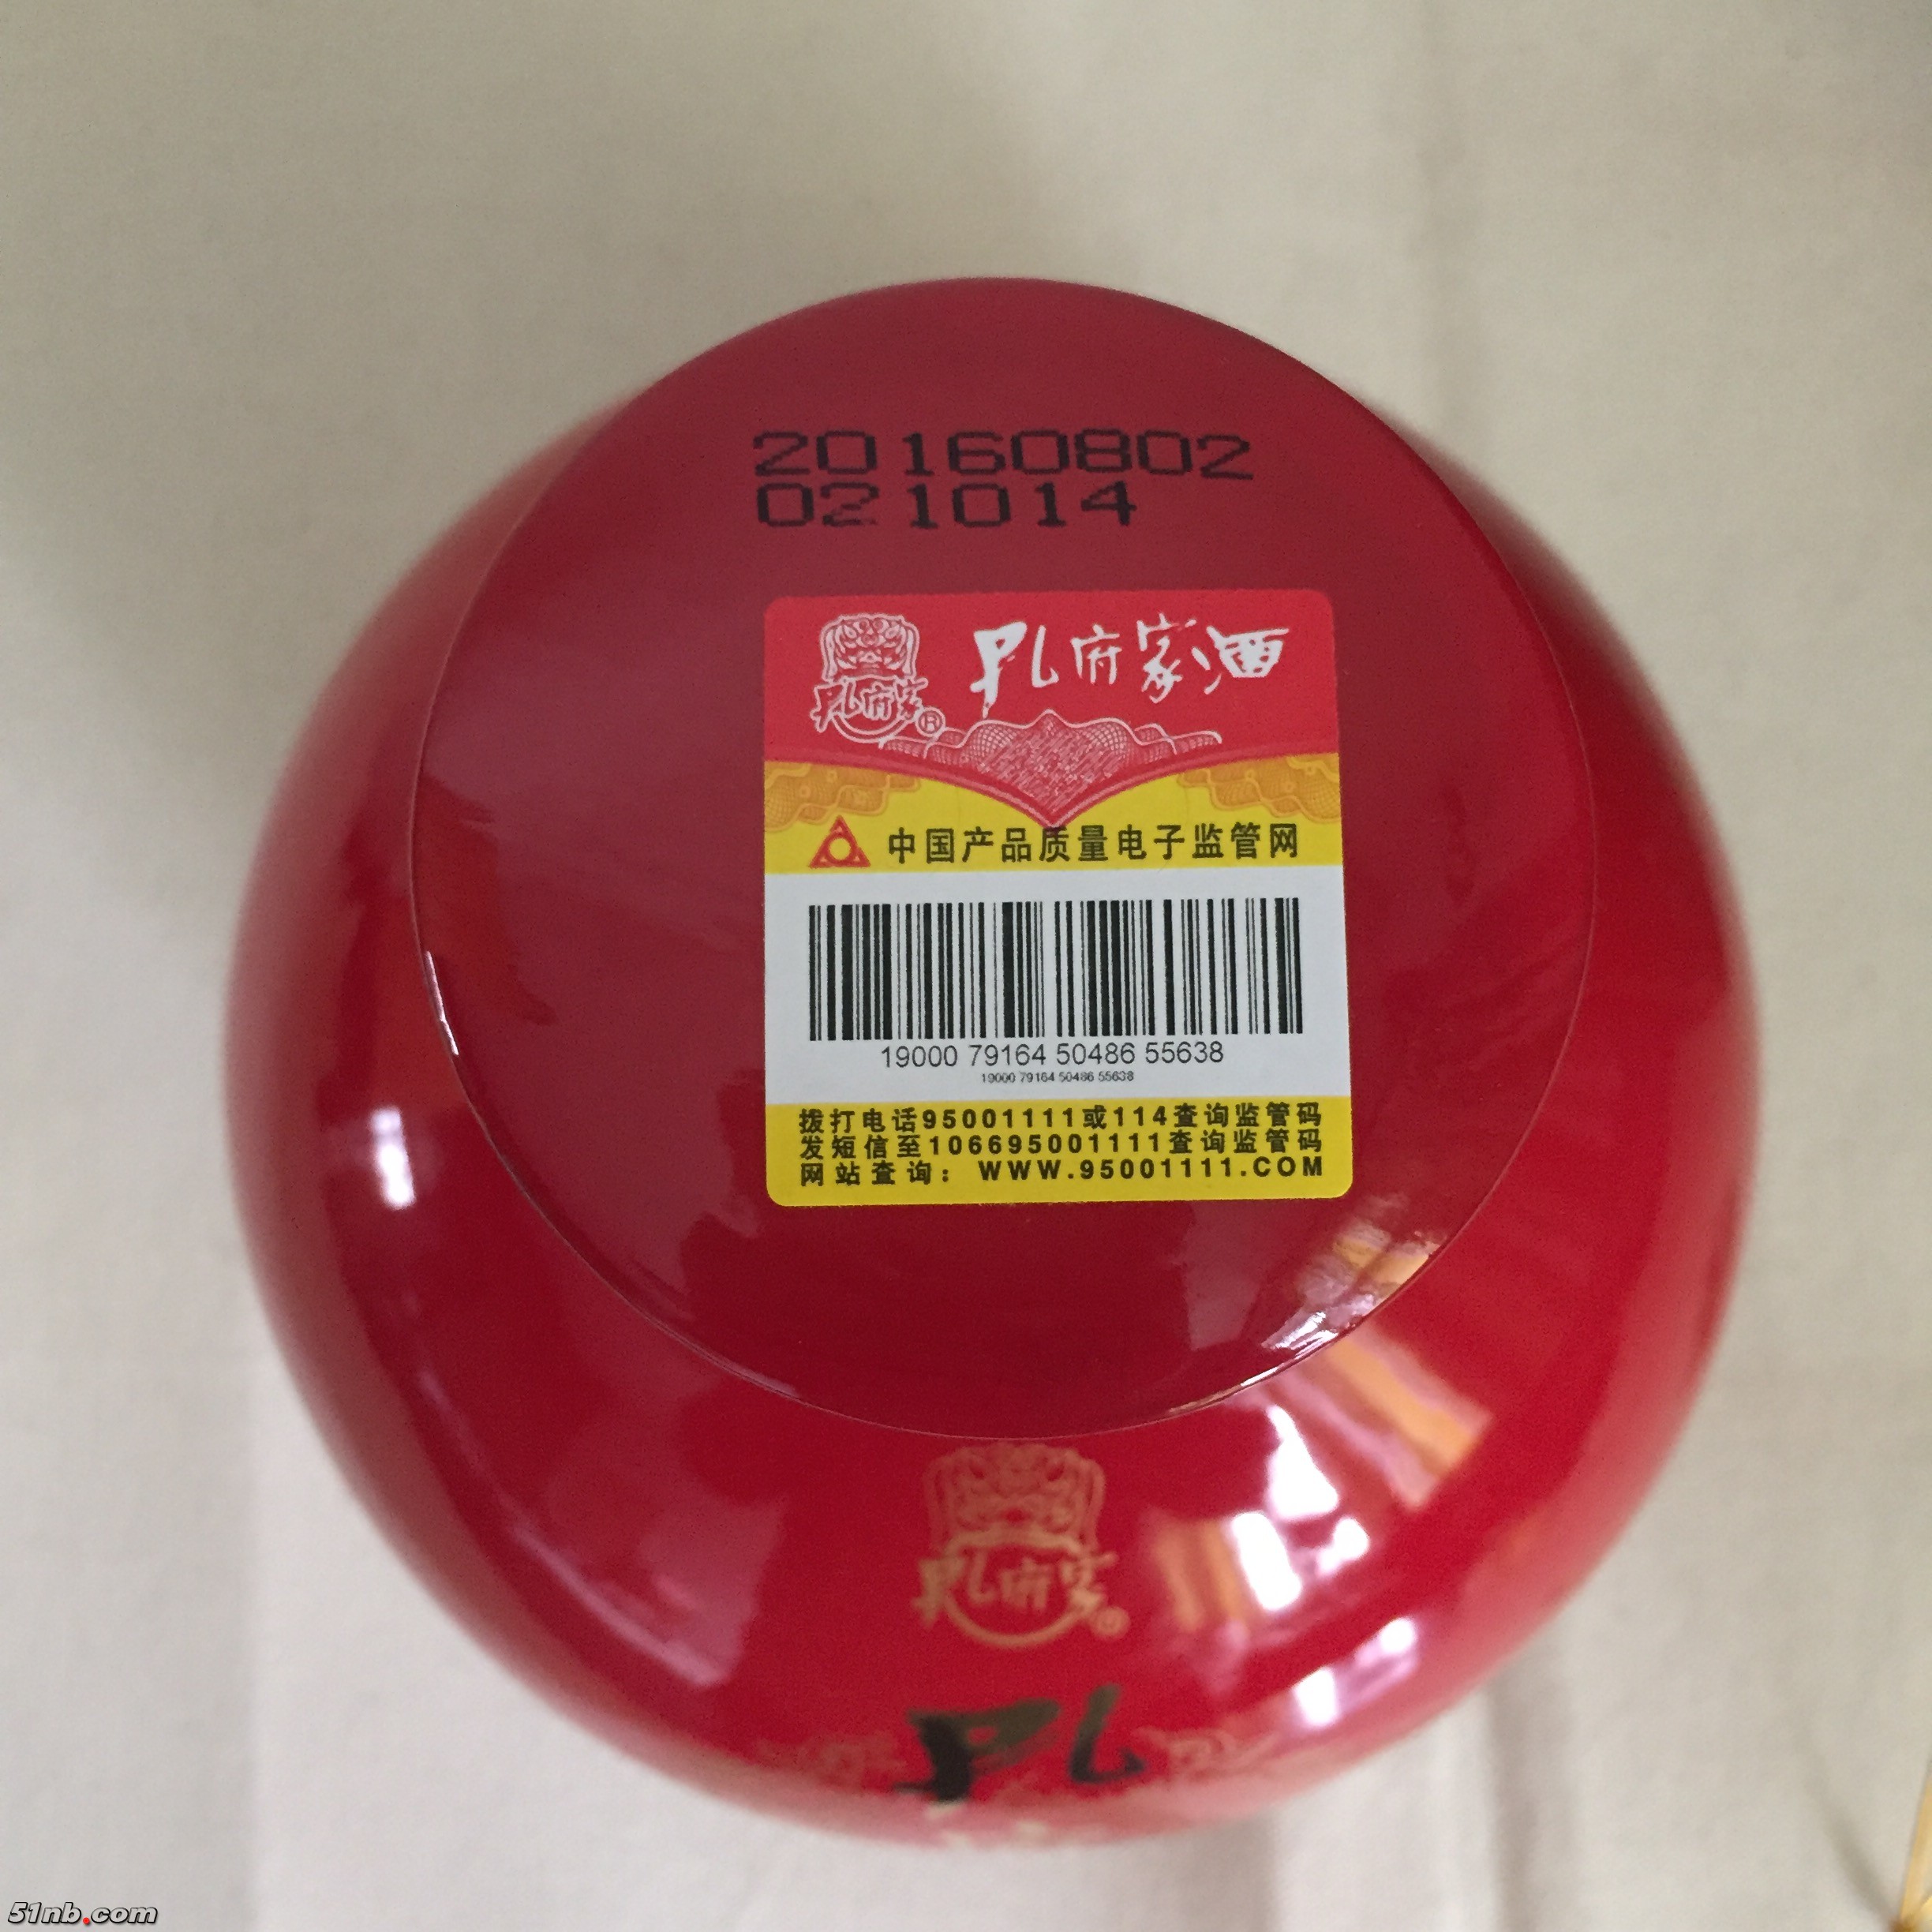 20160802
021014
孔府家酒
孔府家®
中国产品质量电子监管网
19000 79164 50486 55638
19000 79164 50486 55638
拨打电话95001111或114查询监管码
发短信至106695001111查询监管码
网站查询：WWW.95001111.COM
孔府家®
孔
51nb.com